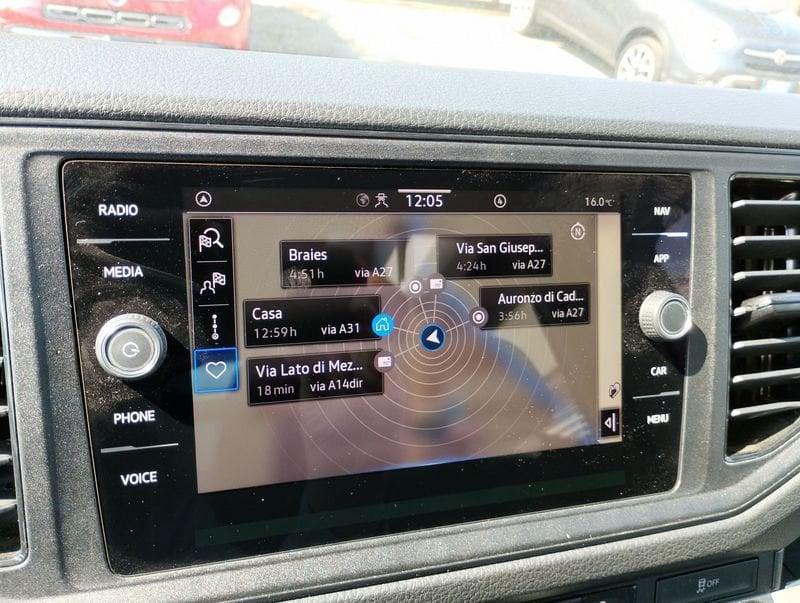 12:05
4
16.0°C
RADIO
MEDIA
PHONE
VOICE
N
Braies
4:51h via A27
Via San Giusep...
4:24h via A27
Casa
12:59h via A31
Auronzo di Cad...
3:56h via A27
Via Lato di Mez...
18 min via A14dir
NAV
APP
CAR
MENU
OFF